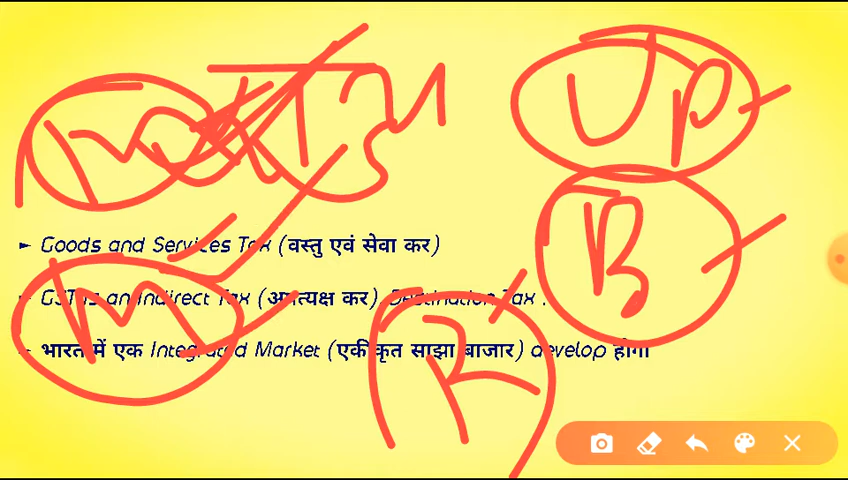 UP
B
► Goods and Services Tax (वस्तु एवं सेवा कर)
GST is an Indirect Tax (अप्रत्यक्ष कर), Destination Tax .
M
► भारत में एक Integrated Market (एकीकृत साझा बाजार) develop होगा
R